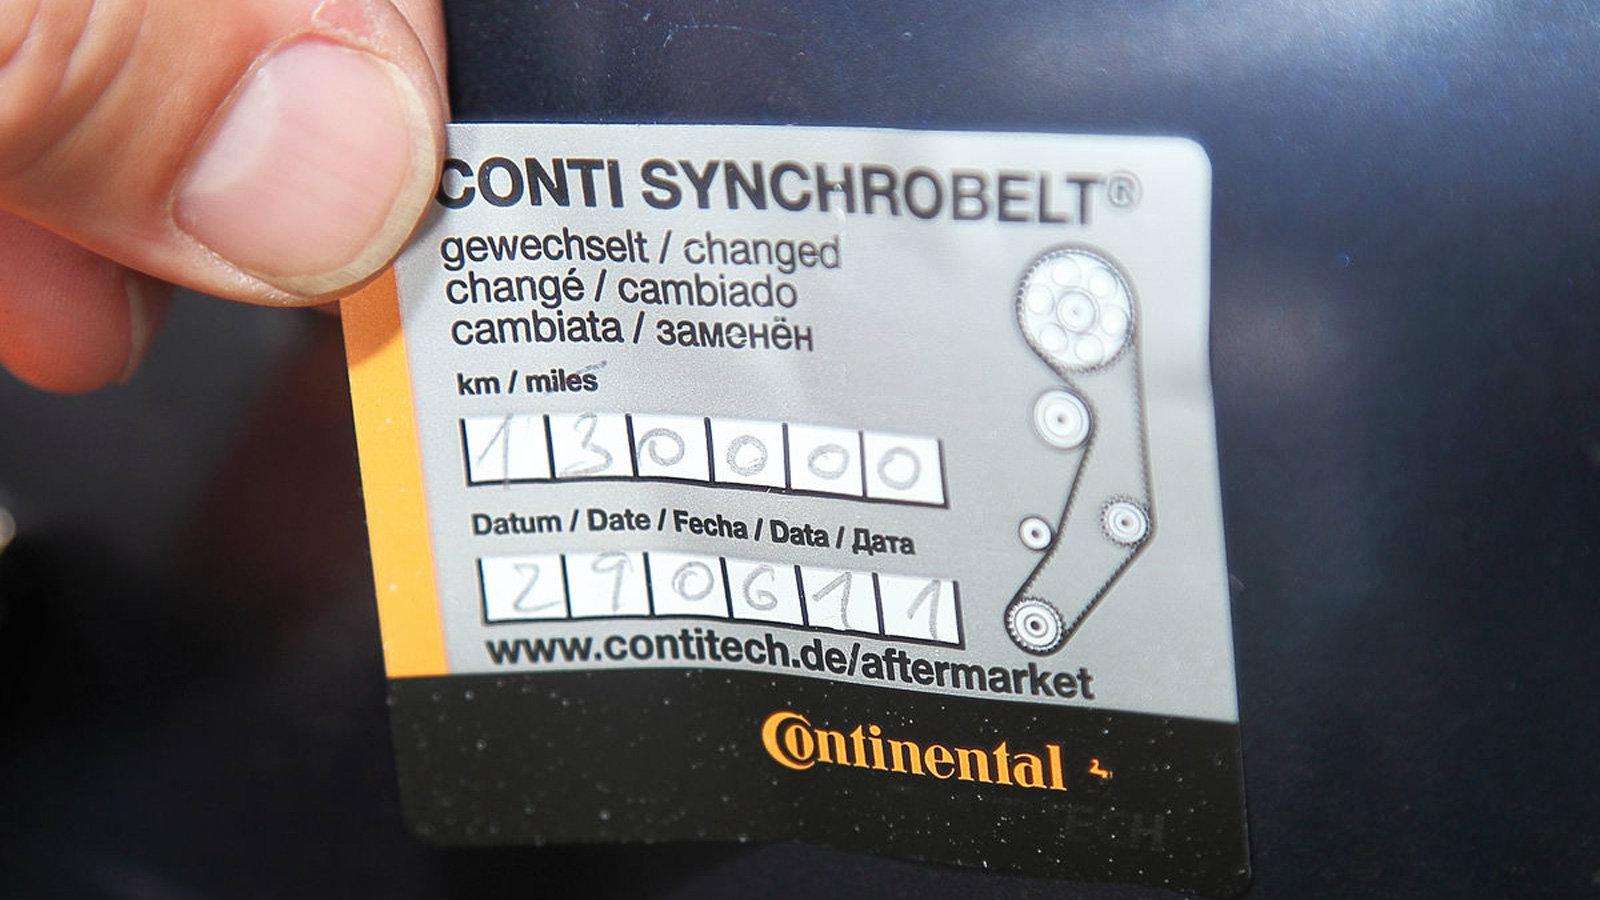 CONTI SYNCHROBELT®
gewechselt / changed
changé / cambiado
cambiata / заменён
km / miles
130000
Datum / Date / Fecha / Data / Дата
290611
www.contitech.de/aftermarket
Continental